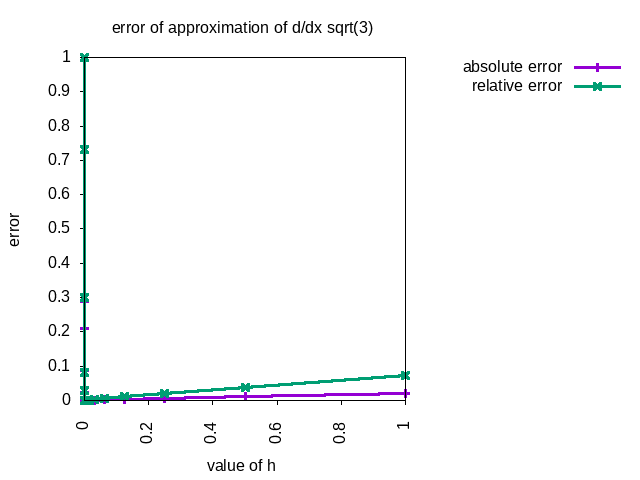 error of approximation of d/dx sqrt(3)
absolute error
relative error
1
0.9
0.8
0.7
0.6
0.5
0.4
0.3
0.2
0.1
0
error
0 0.2 0.4 0.6 0.8 1
value of h